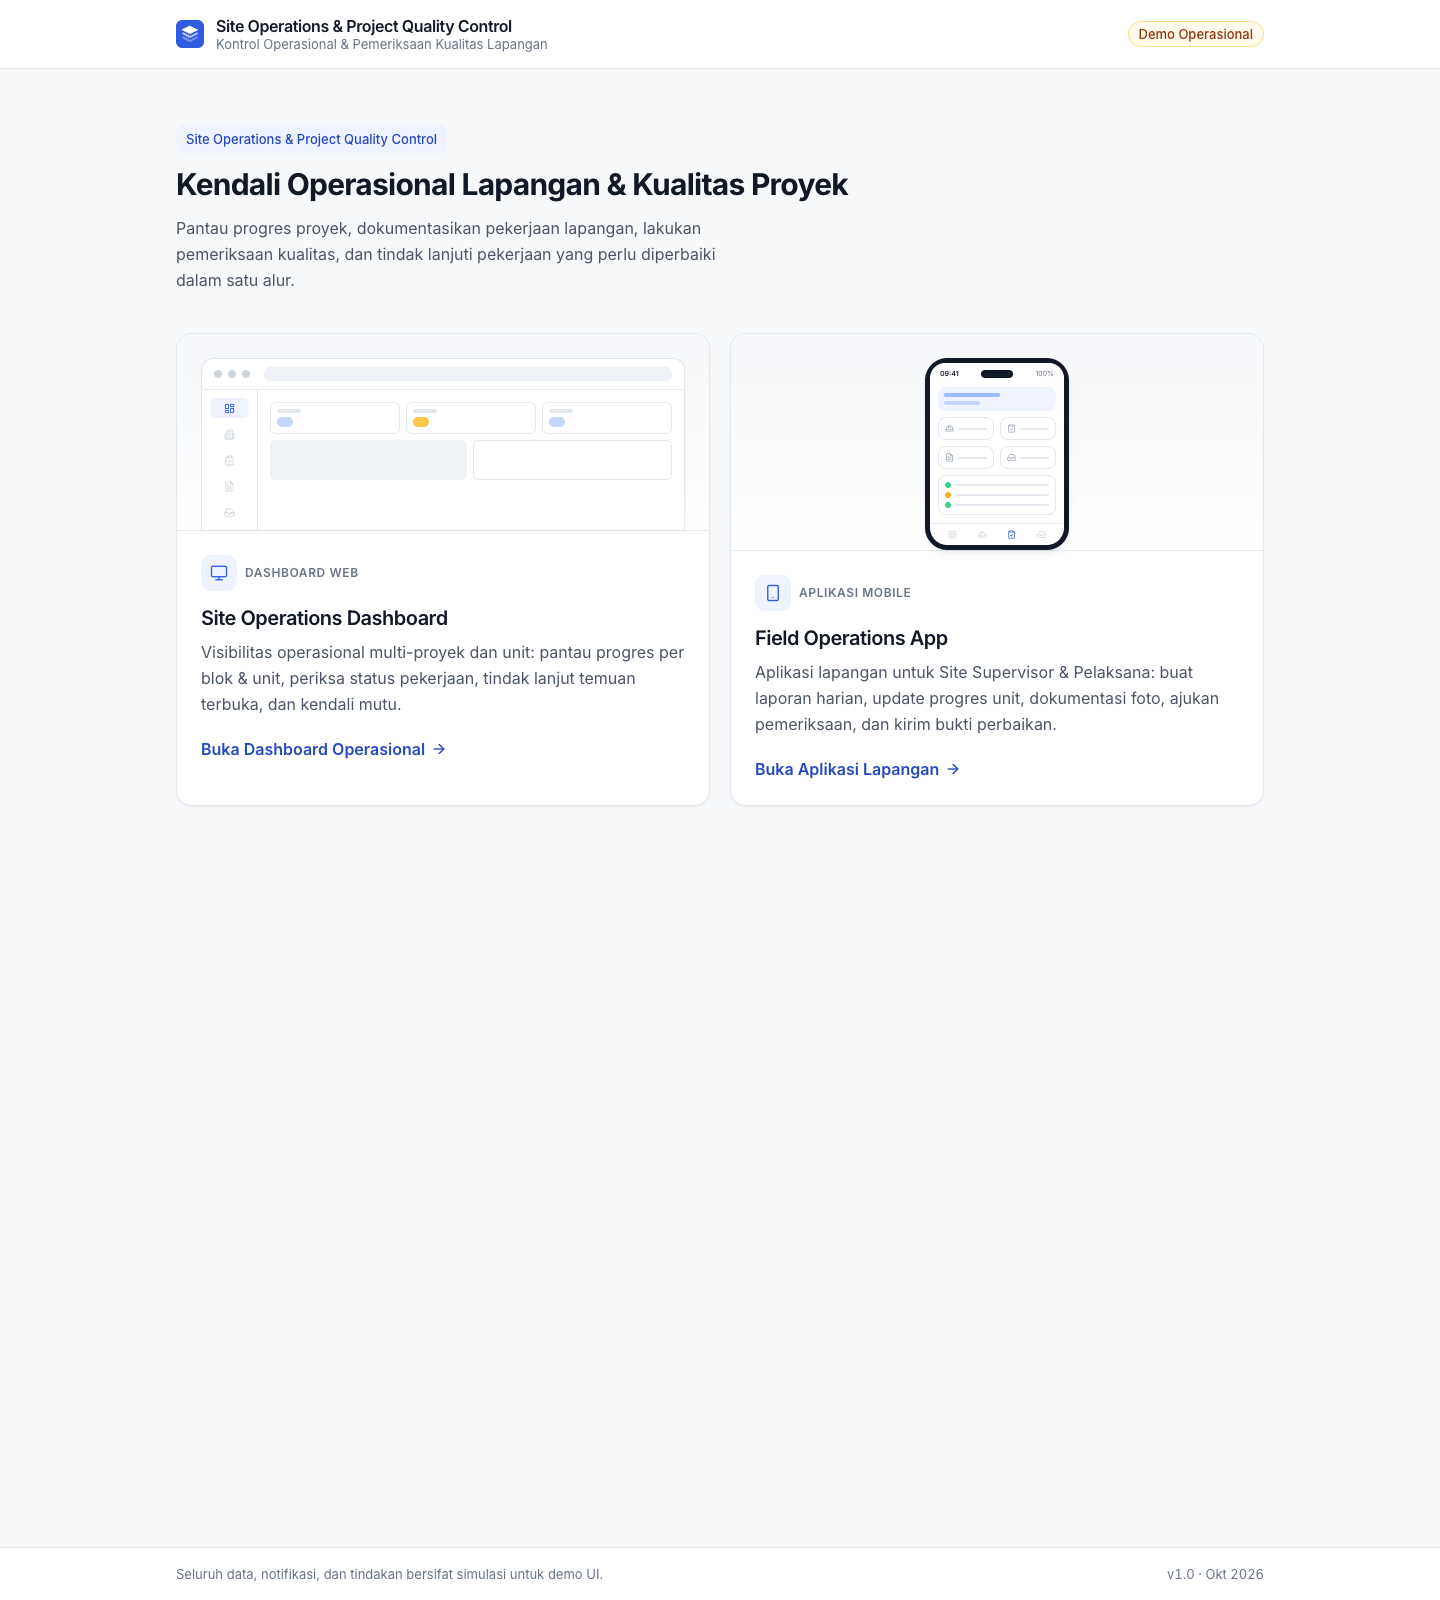 Site Operations & Project Quality Control
Kontrol Operasional & Pemeriksaan Kualitas Lapangan
Demo Operasional
Site Operations & Project Quality Control
Kendali Operasional Lapangan & Kualitas Proyek
Pantau progres proyek, dokumentasikan pekerjaan lapangan, lakukan
pemeriksaan kualitas, dan tindak lanjuti pekerjaan yang perlu diperbaiki
dalam satu alur.
DASHBOARD WEB
Site Operations Dashboard
Visibilitas operasional multi-proyek dan unit: pantau progres per
blok & unit, periksa status pekerjaan, tindak lanjut temuan
terbuka, dan kendali mutu.
Buka Dashboard Operasional →
09:41
100%
APLIKASI MOBILE
Field Operations App
Aplikasi lapangan untuk Site Supervisor & Pelaksana: buat
laporan harian, update progres unit, dokumentasi foto, ajukan
pemeriksaan, dan kirim bukti perbaikan.
Buka Aplikasi Lapangan →
Seluruh data, notifikasi, dan tindakan bersifat simulasi untuk demo UI.
v1.0 · Okt 2026